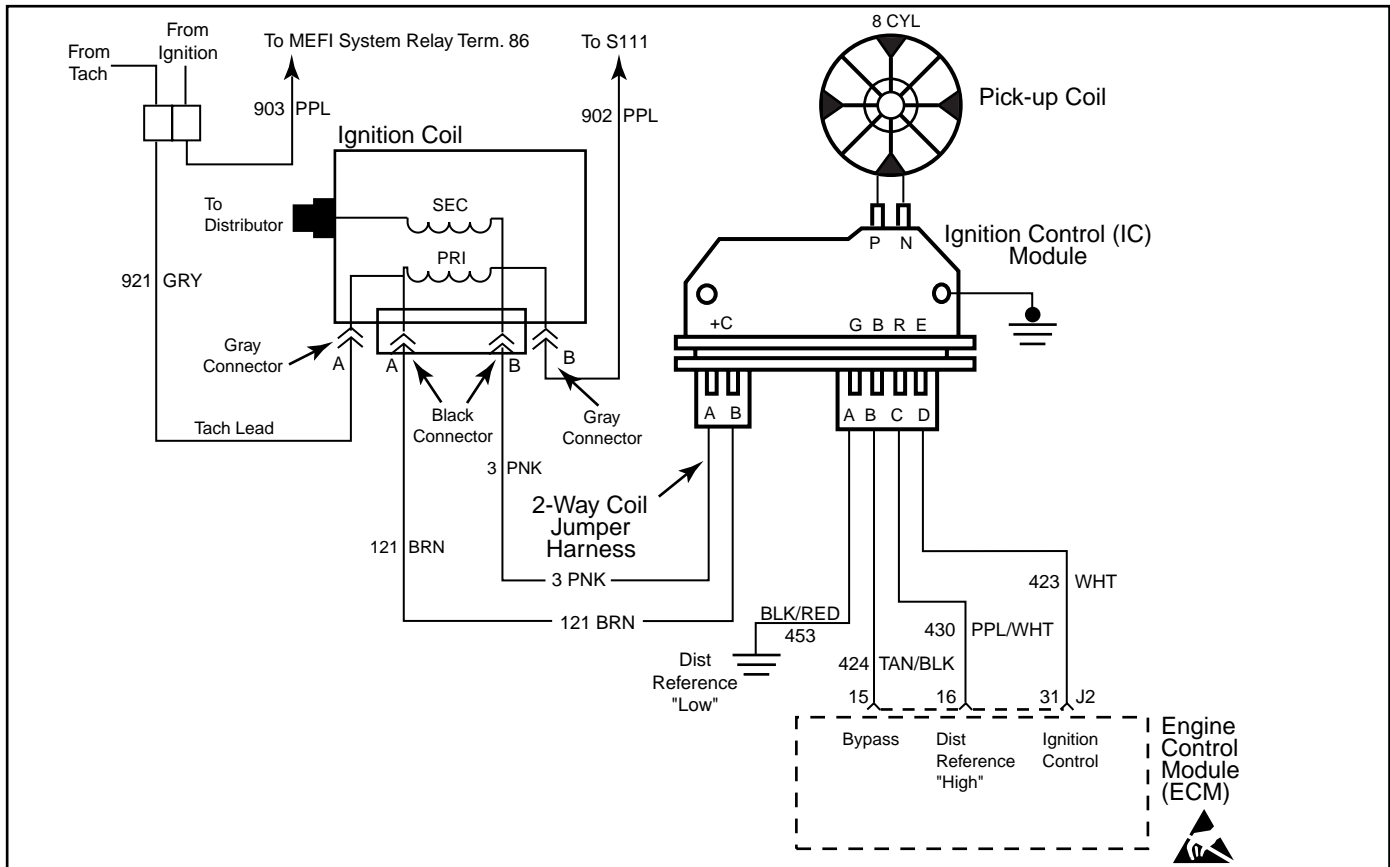 From
Tach
From
Ignition
To MEFI System Relay Term. 86
To S111
8 CYL
903 PPL
902 PPL
Pick-up Coil
Ignition Coil
To
Distributor
SEC
PRI
P N
Ignition Control (IC)
Module
921 GRY
+C
G B R E
Gray
Connector
A
A
B
B
Black
Connector
Gray
Connector
A B
A B C D
Tach Lead
3 PNK
2-Way Coil
Jumper
Harness
121 BRN
3 PNK
121 BRN
BLK/RED
453
Dist
Reference
"Low"
423 WHT
430 PPL/WHT
424 TAN/BLK
15 16 31 J2
Bypass
Dist
Reference
"High"
Ignition
Control
Engine
Control
Module
(ECM)